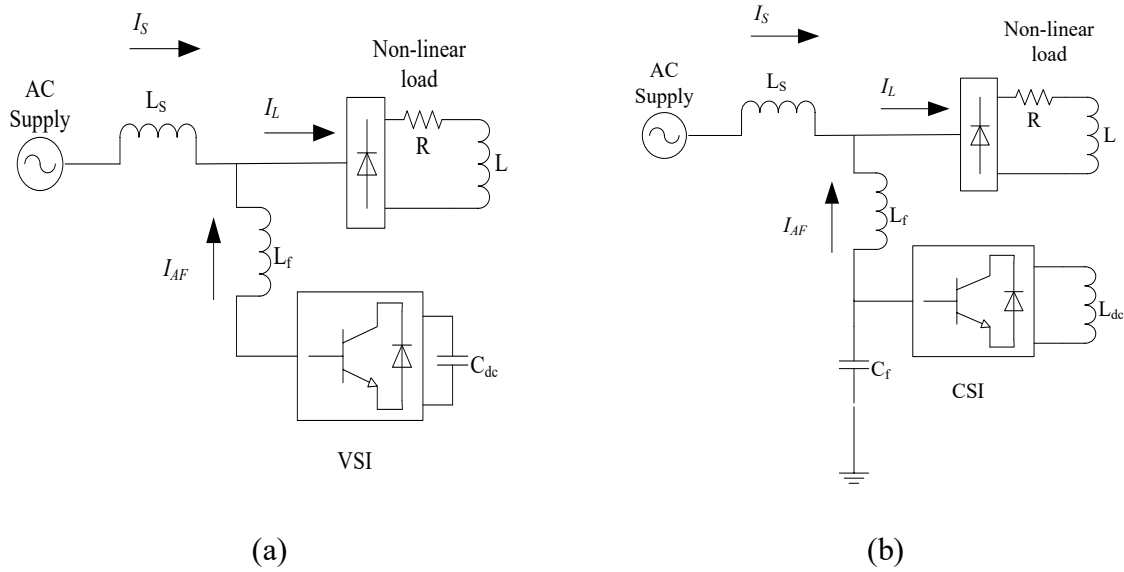 I_S
AC
Supply
L_S
I_L
Non-linear
load
R
L
I_AF
L_f
C_dc
VSI
(a)
I_S
AC
Supply
L_S
I_L
Non-linear
load
R
L
I_AF
L_f
L_dc
C_f
CSI
(b)